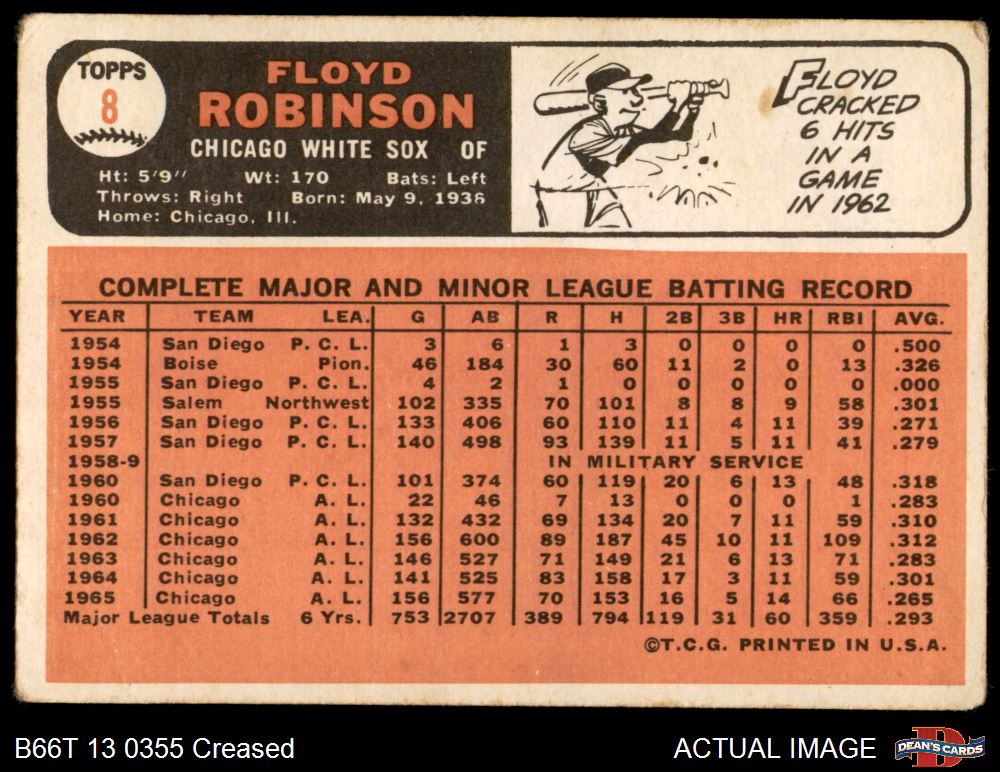 TOPPS
8
FLOYD
ROBINSON
CHICAGO WHITE SOX OF
Ht: 5'9" Wt: 170 Bats: Left
Throws: Right Born: May 9, 1936
Home: Chicago, Ill.
FLOYD
CRACKED
6 HITS
IN A
GAME
IN 1962
COMPLETE MAJOR AND MINOR LEAGUE BATTING RECORD
YEAR TEAM LEA. G AB R H 2B 3B HR RBI AVG.
1954 San Diego P. C. L. 3 6 1 3 0 0 0 0 .500
1954 Boise Pion. 46 184 30 60 11 2 0 13 .326
1955 San Diego P. C. L. 4 2 1 0 0 0 0 0 .000
1955 Salem Northwest 102 335 70 101 8 8 9 58 .301
1956 San Diego P. C. L. 133 406 60 110 11 4 11 39 .271
1957 San Diego P. C. L. 140 498 93 139 11 5 11 41 .279
1958-9 IN MILITARY SERVICE
1960 San Diego P. C. L. 101 374 60 119 20 6 13 48 .318
1960 Chicago A. L. 22 46 7 13 0 0 0 1 .283
1961 Chicago A. L. 132 432 69 134 20 7 11 59 .310
1962 Chicago A. L. 156 600 89 187 45 10 11 109 .312
1963 Chicago A. L. 146 527 71 149 21 6 13 71 .283
1964 Chicago A. L. 141 525 83 158 17 3 11 59 .301
1965 Chicago A. L. 156 577 70 153 16 5 14 66 .265
Major League Totals 6 Yrs. 753 2707 389 794 119 31 60 359 .293
©T.C.G. PRINTED IN U.S.A.
B66T 13 0355 Creased
ACTUAL IMAGE
D
DEAN'S CARDS